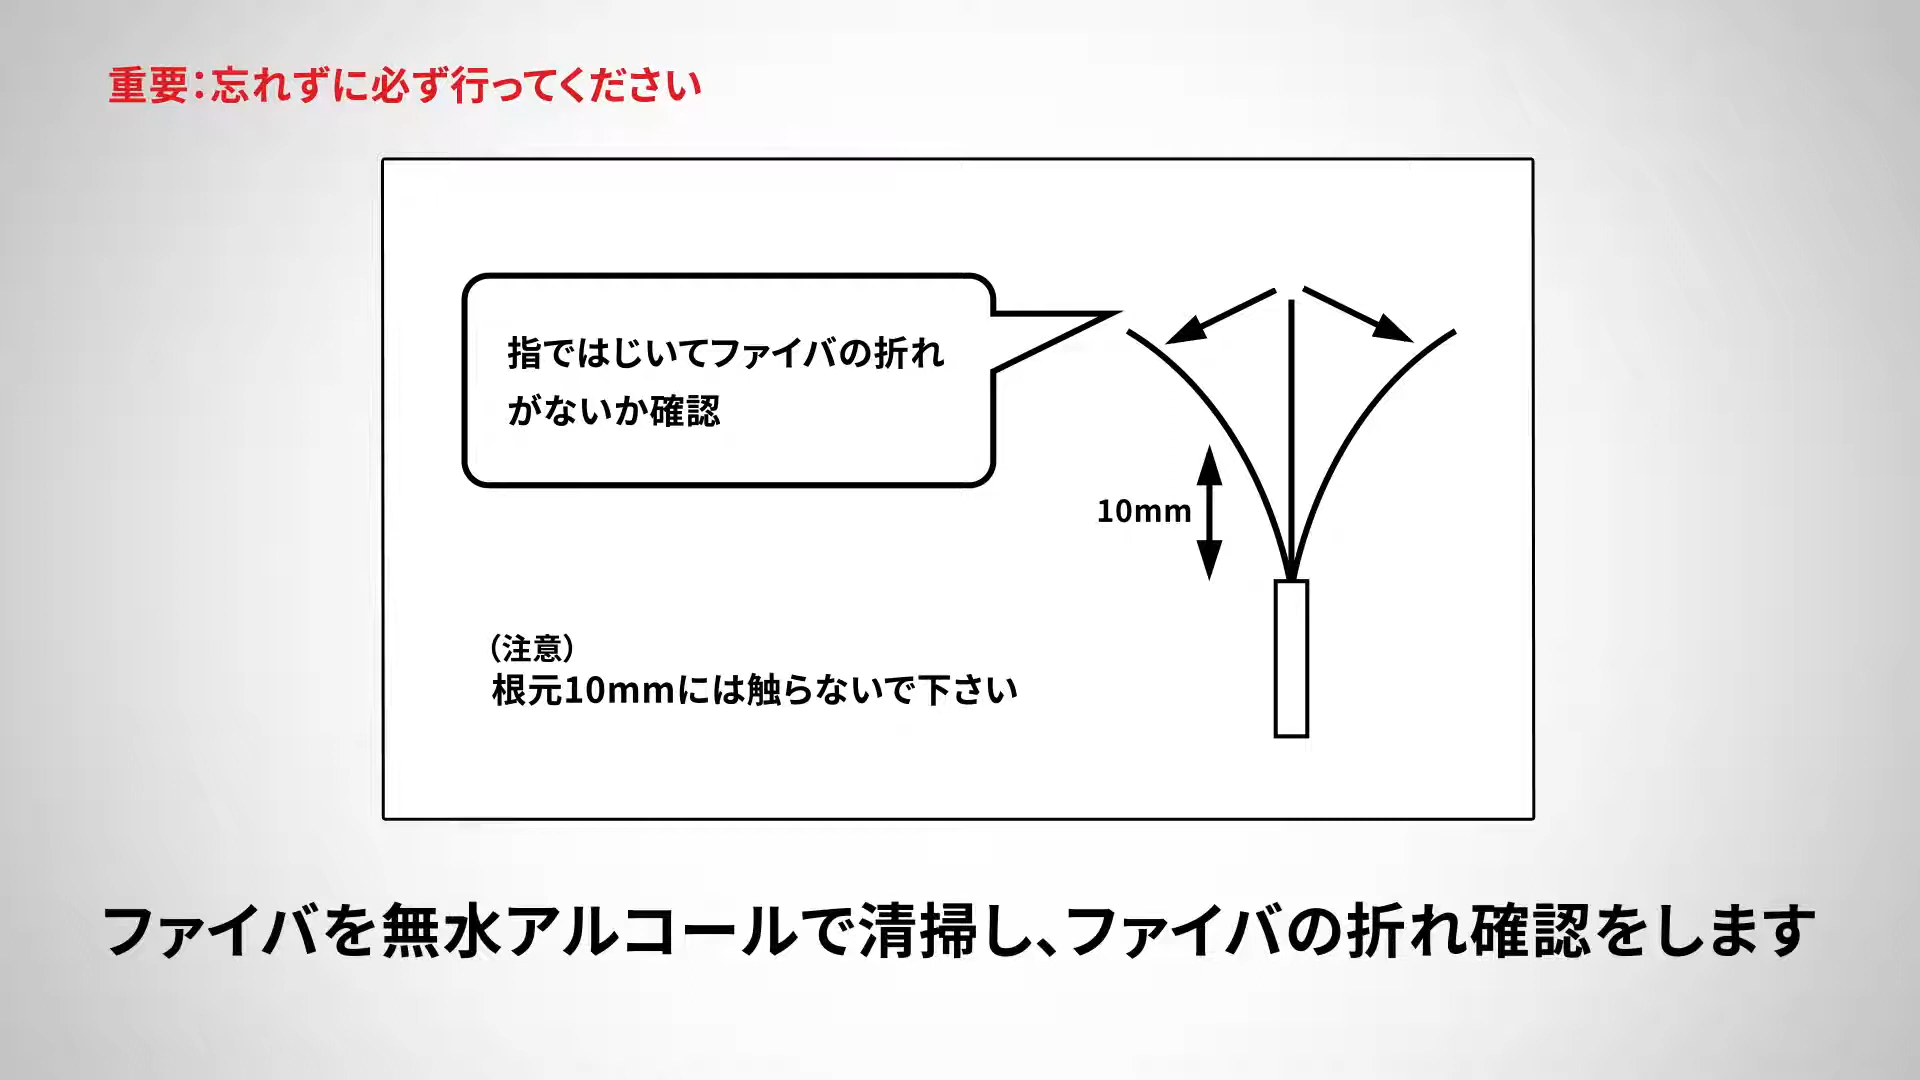 重要：忘れずに必ず行ってください
指ではじいてファイバの折れ
がないか確認
10mm
（注意）
根元10mmには触らないで下さい
ファイバを無水アルコールで清掃し、ファイバの折れ確認をします